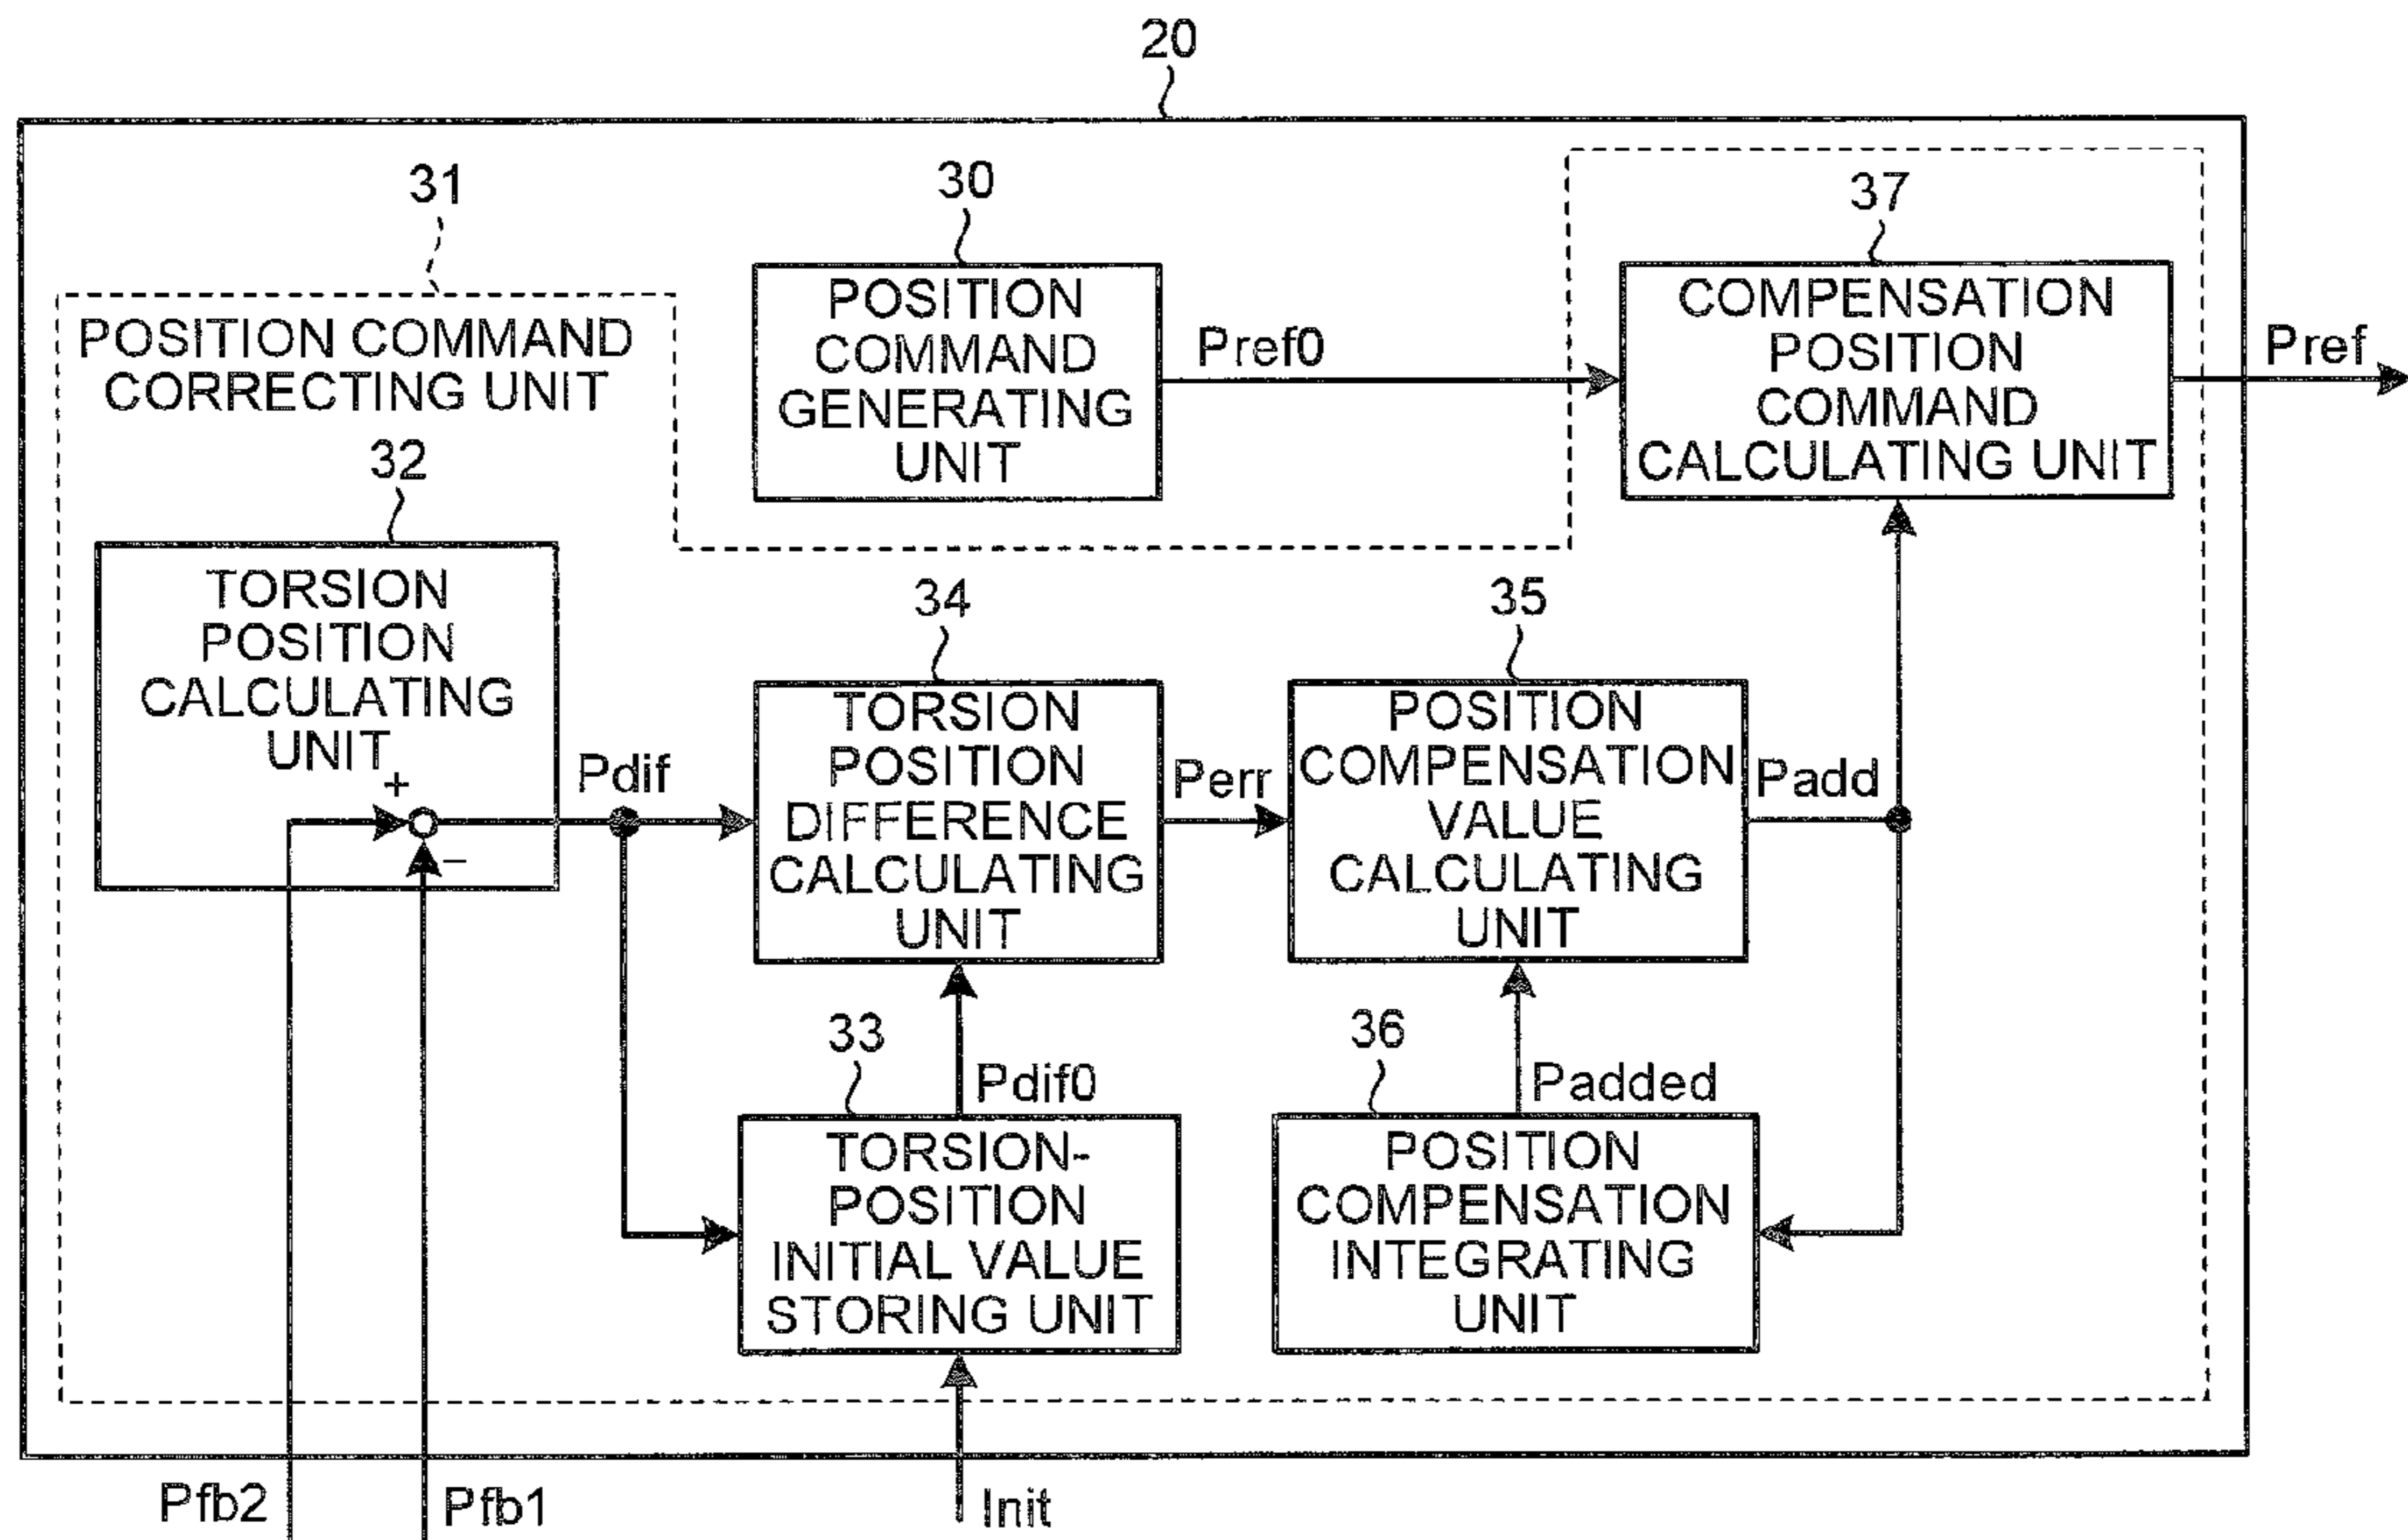 20
31
30
37
POSITION COMMAND
CORRECTING UNIT
POSITION
COMMAND
GENERATING
UNIT
Pref0
COMPENSATION
POSITION
COMMAND
CALCULATING UNIT
Pref
32
TORSION
POSITION
CALCULATING
UNIT
+
−
Pdif
34
TORSION
POSITION
DIFFERENCE
CALCULATING
UNIT
Perr
35
POSITION
COMPENSATION
VALUE
CALCULATING
UNIT
Padd
33
Pdif0
TORSION-
POSITION
INITIAL VALUE
STORING UNIT
36
Padded
POSITION
COMPENSATION
INTEGRATING
UNIT
Pfb2
Pfb1
Init